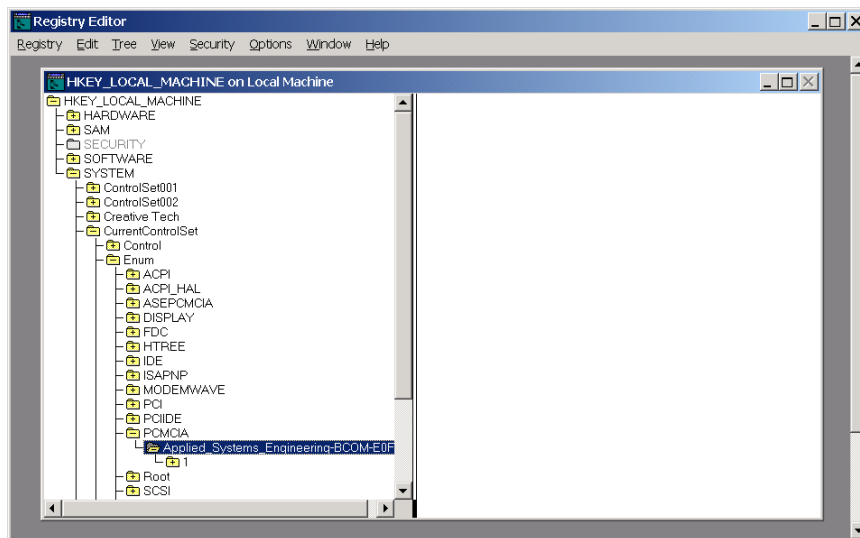 Registry Editor
Registry Edit Tree View Security Options Window Help
HKEY_LOCAL_MACHINE on Local Machine
HKEY_LOCAL_MACHINE
HARDWARE
SAM
SECURITY
SOFTWARE
SYSTEM
ControlSet001
ControlSet002
Creative Tech
CurrentControlSet
Control
Enum
ACPI
ACPI_HAL
ASEPCMCIA
DISPLAY
FDC
HTREE
IDE
ISAPNP
MODEMWAVE
PCI
PCIIDE
PCMCIA
Applied_Systems_Engineering-BCOM-E0F
1
Root
SCSI